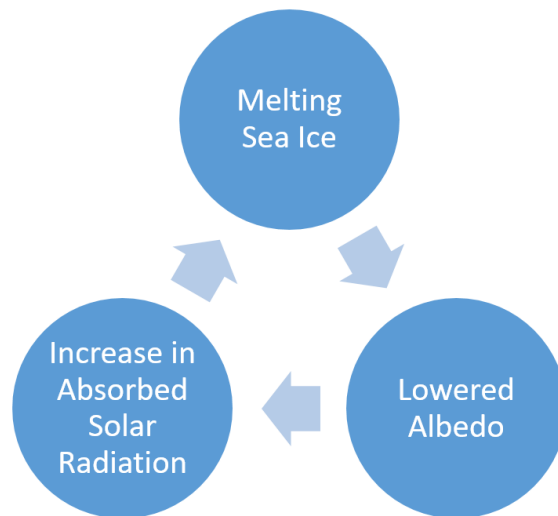 Melting
Sea Ice
Lowered
Albedo
Increase in
Absorbed
Solar
Radiation